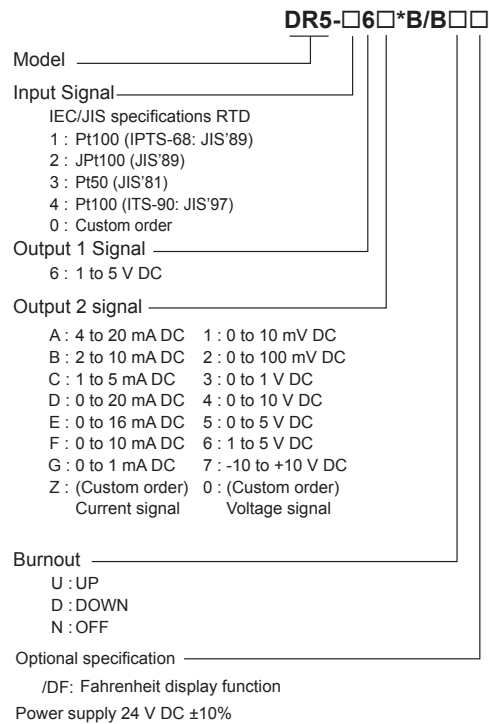 DR5-□6□*B/B□□
Model
Input Signal
IEC/JIS specifications RTD
1 : Pt100 (IPTS-68: JIS'89)
2 : JPt100 (JIS'89)
3 : Pt50 (JIS'81)
4 : Pt100 (ITS-90: JIS'97)
0 : Custom order
Output 1 Signal
6 : 1 to 5 V DC
Output 2 signal
A : 4 to 20 mA DC 1 : 0 to 10 mV DC
B : 2 to 10 mA DC 2 : 0 to 100 mV DC
C : 1 to 5 mA DC 3 : 0 to 1 V DC
D : 0 to 20 mA DC 4 : 0 to 10 V DC
E : 0 to 16 mA DC 5 : 0 to 5 V DC
F : 0 to 10 mA DC 6 : 1 to 5 V DC
G : 0 to 1 mA DC 7 : -10 to +10 V DC
Z : (Custom order) 0 : (Custom order)
Current signal Voltage signal
Burnout
U : UP
D : DOWN
N : OFF
Optional specification
/DF: Fahrenheit display function
Power supply 24 V DC ±10%